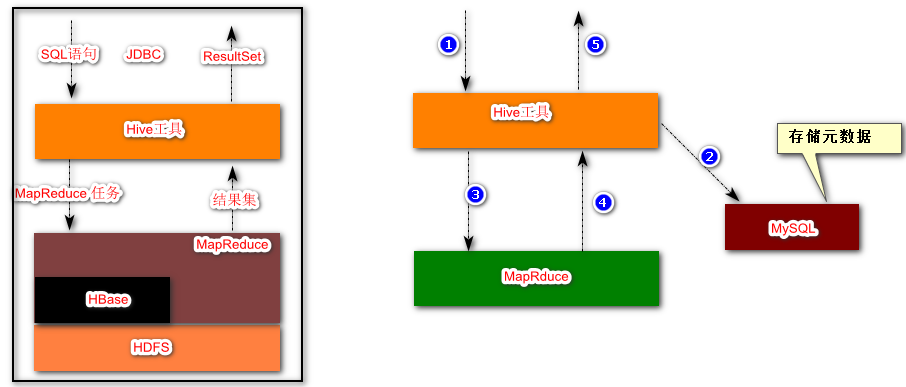 SQL语句 JDBC ResultSet
Hive工具
MapReduce 任务 结果集
MapReduce
HBase
HDFS
1 5
Hive工具
2
存储元数据
3 4
MySQL
MapRduce